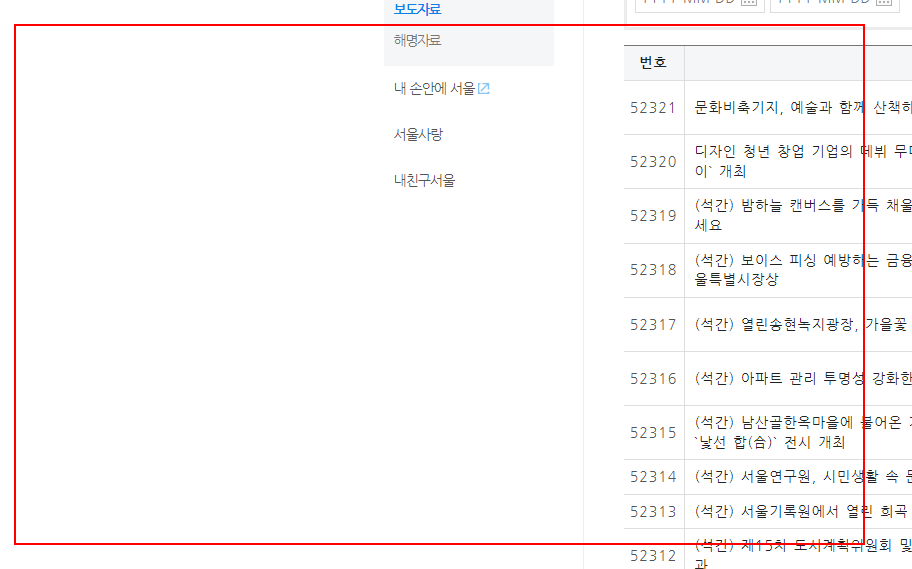 보도자료
해명자료
내 손안에 서울
서울사랑
내친구서울
YYYY-MM-DD YYYY-MM-DD
번호
52321 문화비축기지, 예술과 함께 산책하
52320 디자인 청년 창업 기업의 데뷔 무대
이` 개최
52319 (석간) 밤하늘 캔버스를 가득 채울
세요
52318 (석간) 보이스 피싱 예방하는 금융
울특별시장상
52317 (석간) 열린송현녹지광장, 가을꽃
52316 (석간) 아파트 관리 투명성 강화한
52315 (석간) 남산골한옥마을에 불어온
`낯선 합(合)` 전시 개최
52314 (석간) 서울연구원, 시민생활 속
52313 (석간) 서울기록원에서 열린 희곡
52312 (석간) 제15차 도시계획위원회 및
과